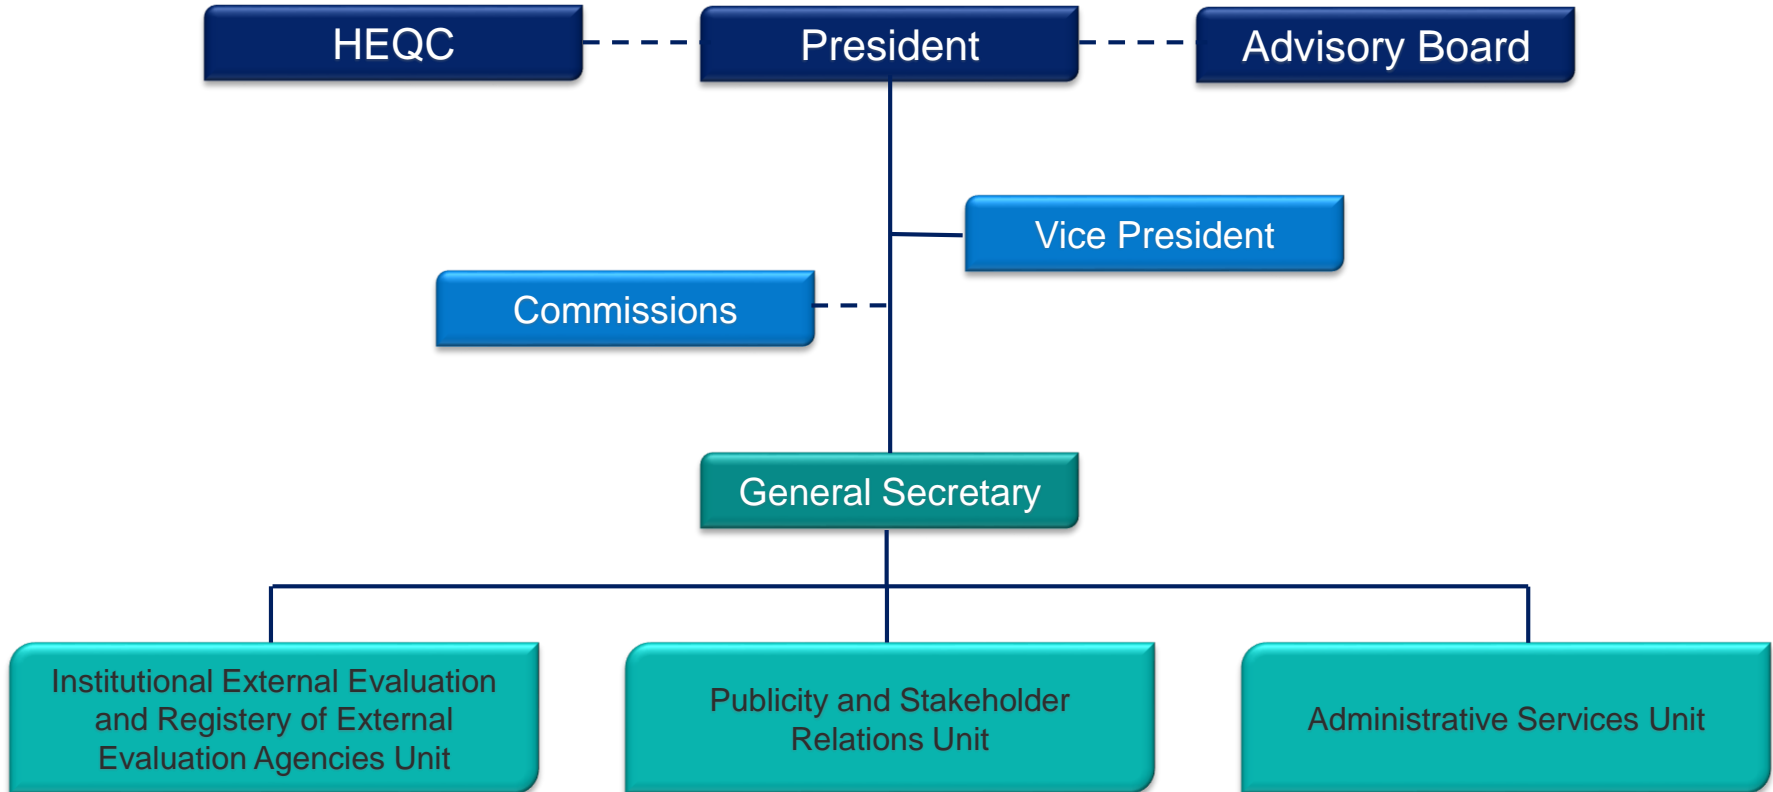 HEQC
President
Advisory Board
Vice President
Commissions
General Secretary
Institutional External Evaluation
and Registery of External
Evaluation Agencies Unit
Publicity and Stakeholder
Relations Unit
Administrative Services Unit